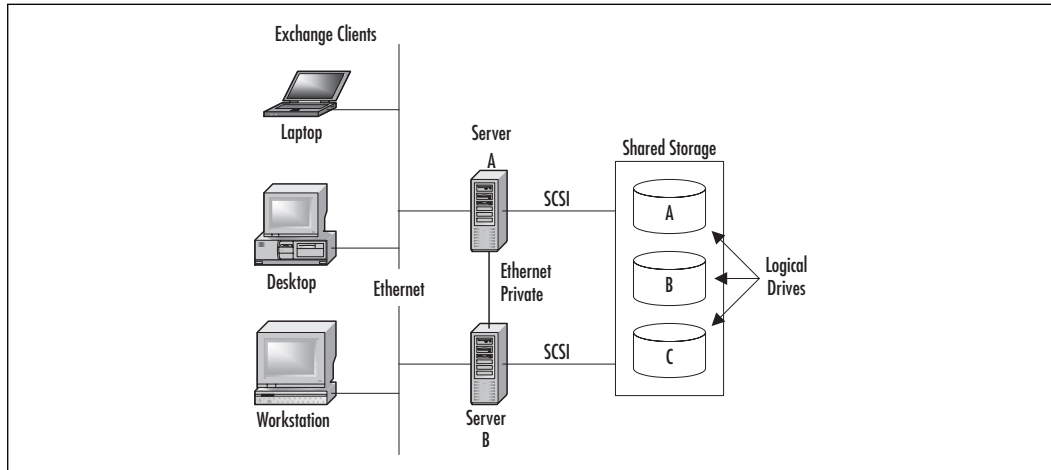 Exchange Clients
Laptop
Desktop
Workstation
Ethernet
Server
A
Ethernet
Private
Server
B
SCSI
SCSI
Shared Storage
A
B
C
Logical
Drives